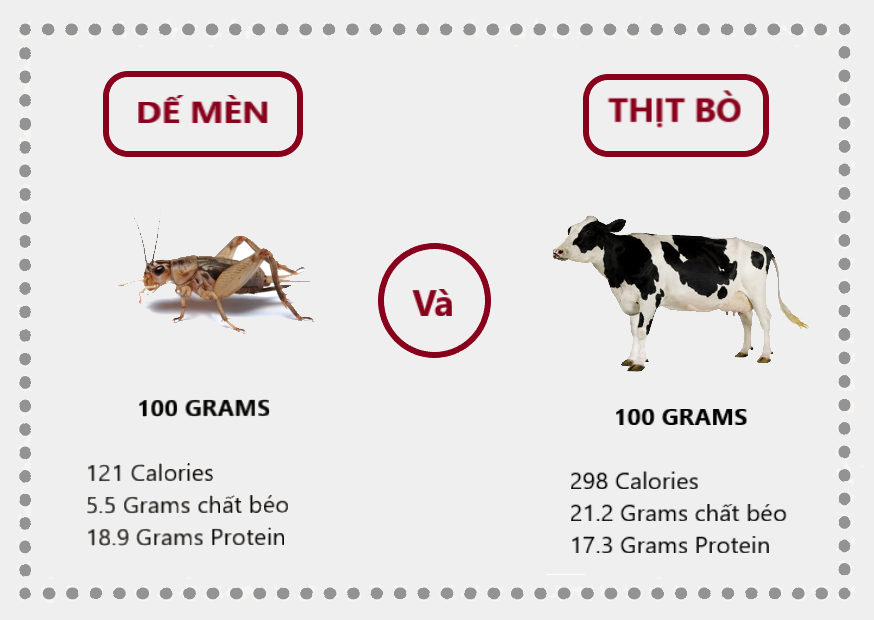 DẾ MÈN
THỊT BÒ
Và
100 GRAMS
121 Calories
5.5 Grams chất béo
18.9 Grams Protein
100 GRAMS
298 Calories
21.2 Grams chất béo
17.3 Grams Protein